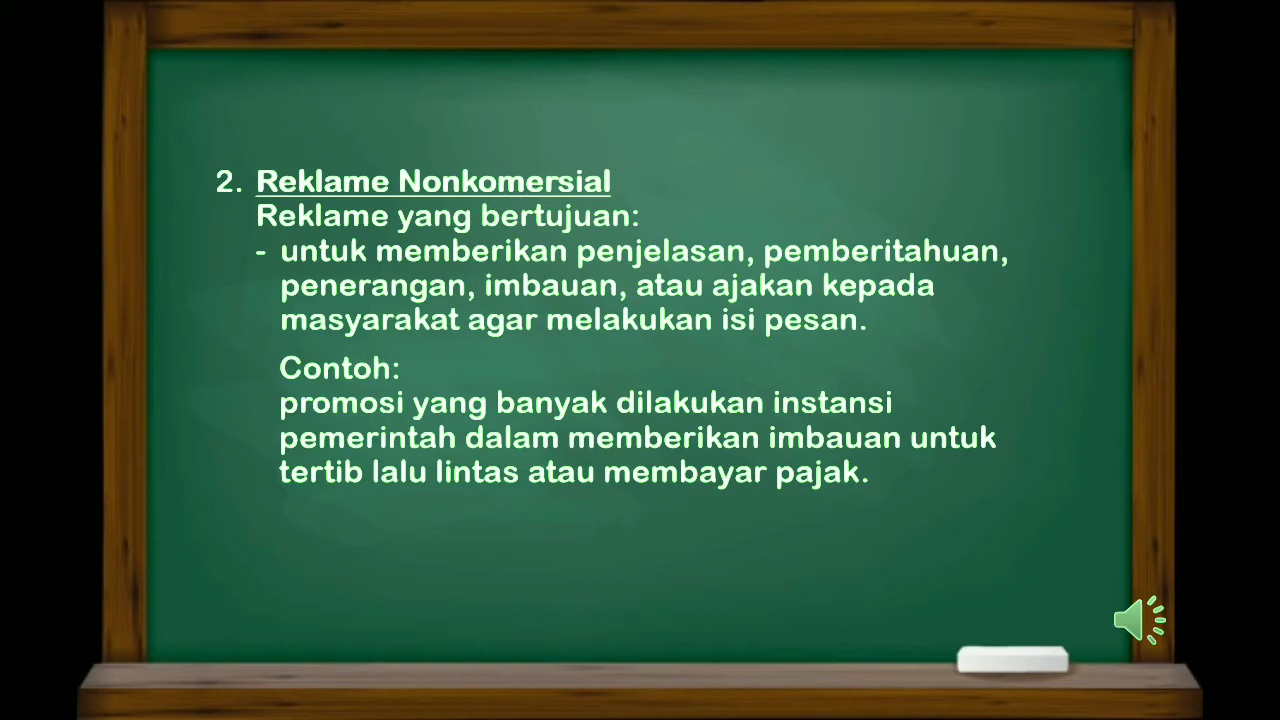 2. Reklame Nonkomersial
Reklame yang bertujuan:
- untuk memberikan penjelasan, pemberitahuan,
penerangan, imbauan, atau ajakan kepada
masyarakat agar melakukan isi pesan.
Contoh:
promosi yang banyak dilakukan instansi
pemerintah dalam memberikan imbauan untuk
tertib lalu lintas atau membayar pajak.